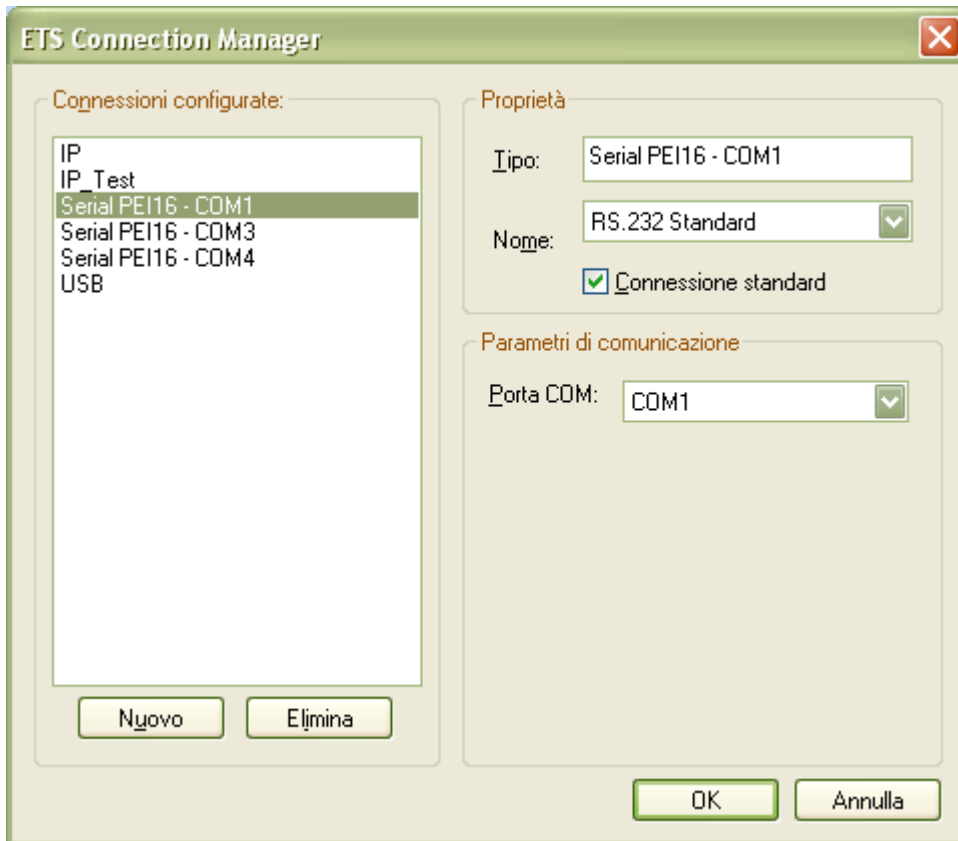 ETS Connection Manager
Connessioni configurate:
IP
IP_Test
Serial PEI16 - COM1
Serial PEI16 - COM3
Serial PEI16 - COM4
USB
Nuovo
Elimina
Proprietà
Tipo:
Serial PEI16 - COM1
Nome:
RS.232 Standard
Connessione standard
Parametri di comunicazione
Porta COM:
COM1
OK
Annulla